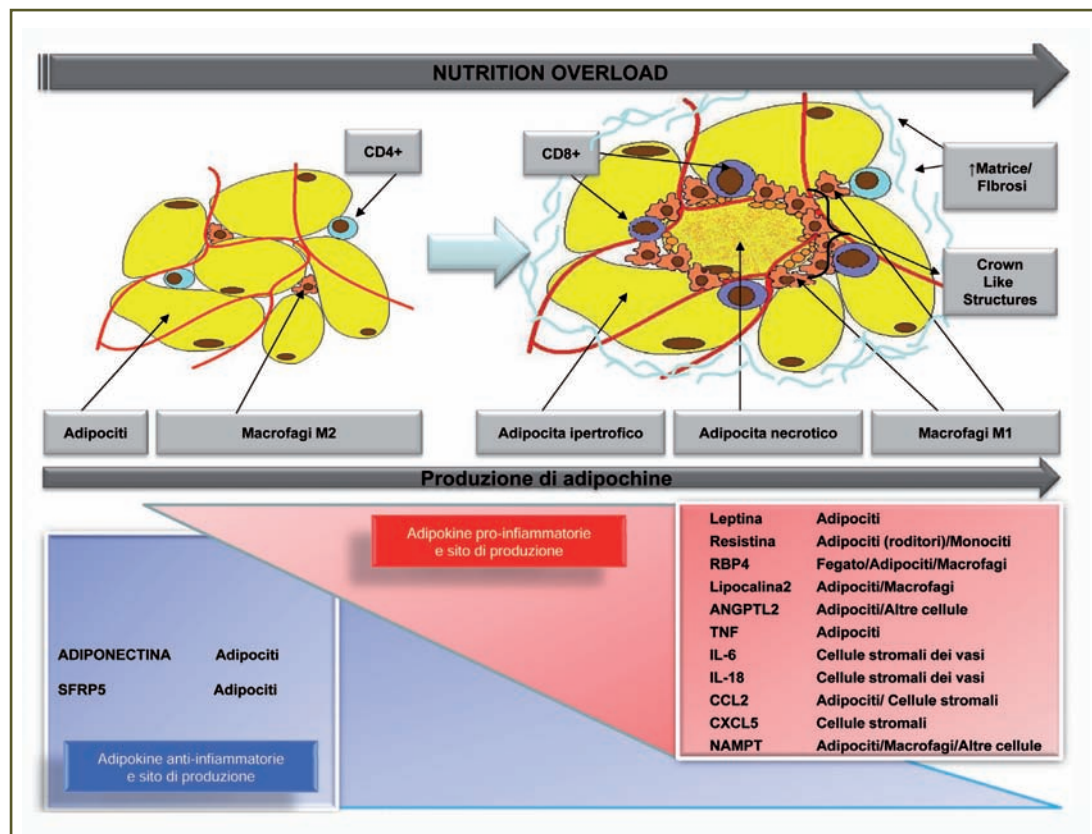 NUTRITION OVERLOAD
CD4+
CD8+
↑Matrice/
FIbrosi
Crown
Like
Structures
Adipociti
Macrofagi M2
Adipocita ipertrofico
Adipocita necrotico
Macrofagi M1
Produzione di adipochine
Adipokine pro-infiammatorie
e sito di produzione
Leptina Adipociti
Resistina Adipociti (roditori)/Monociti
RBP4 Fegato/Adipociti/Macrofagi
Lipocalina2 Adipociti/Macrofagi
ANGPTL2 Adipociti/Altre cellule
TNF Adipociti
IL-6 Cellule stromali dei vasi
IL-18 Cellule stromali dei vasi
CCL2 Adipociti/ Cellule stromali
CXCL5 Cellule stromali
NAMPT Adipociti/Macrofagi/Altre cellule
ADIPONECTINA Adipociti
SFRP5 Adipociti
Adipokine anti-infiammatorie
e sito di produzione